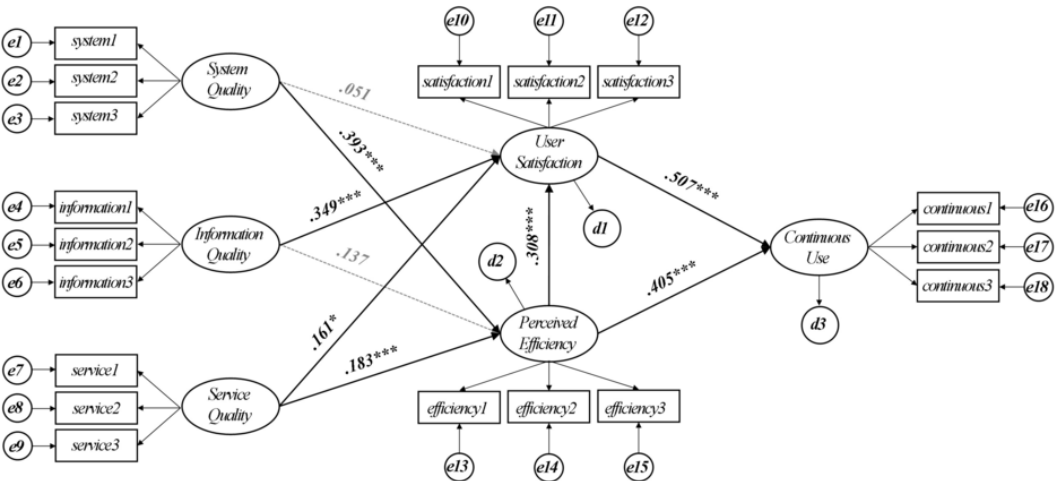 e10
e11
e12
e1
system1
e2
system2
e3
system3
System
Quality
satisfaction1
satisfaction2
satisfaction3
.051
.393***
User
Satisfaction
.507***
e4
information1
e5
information2
e6
information3
Information
Quality
.349***
.137
d1
d2
.308***
.405***
Continuous
Use
continuous1
e16
continuous2
e17
continuous3
e18
d3
Perceived
Efficiency
.161*
.183***
e7
service1
e8
service2
e9
service3
Service
Quality
efficiency1
efficiency2
efficiency3
e13
e14
e15